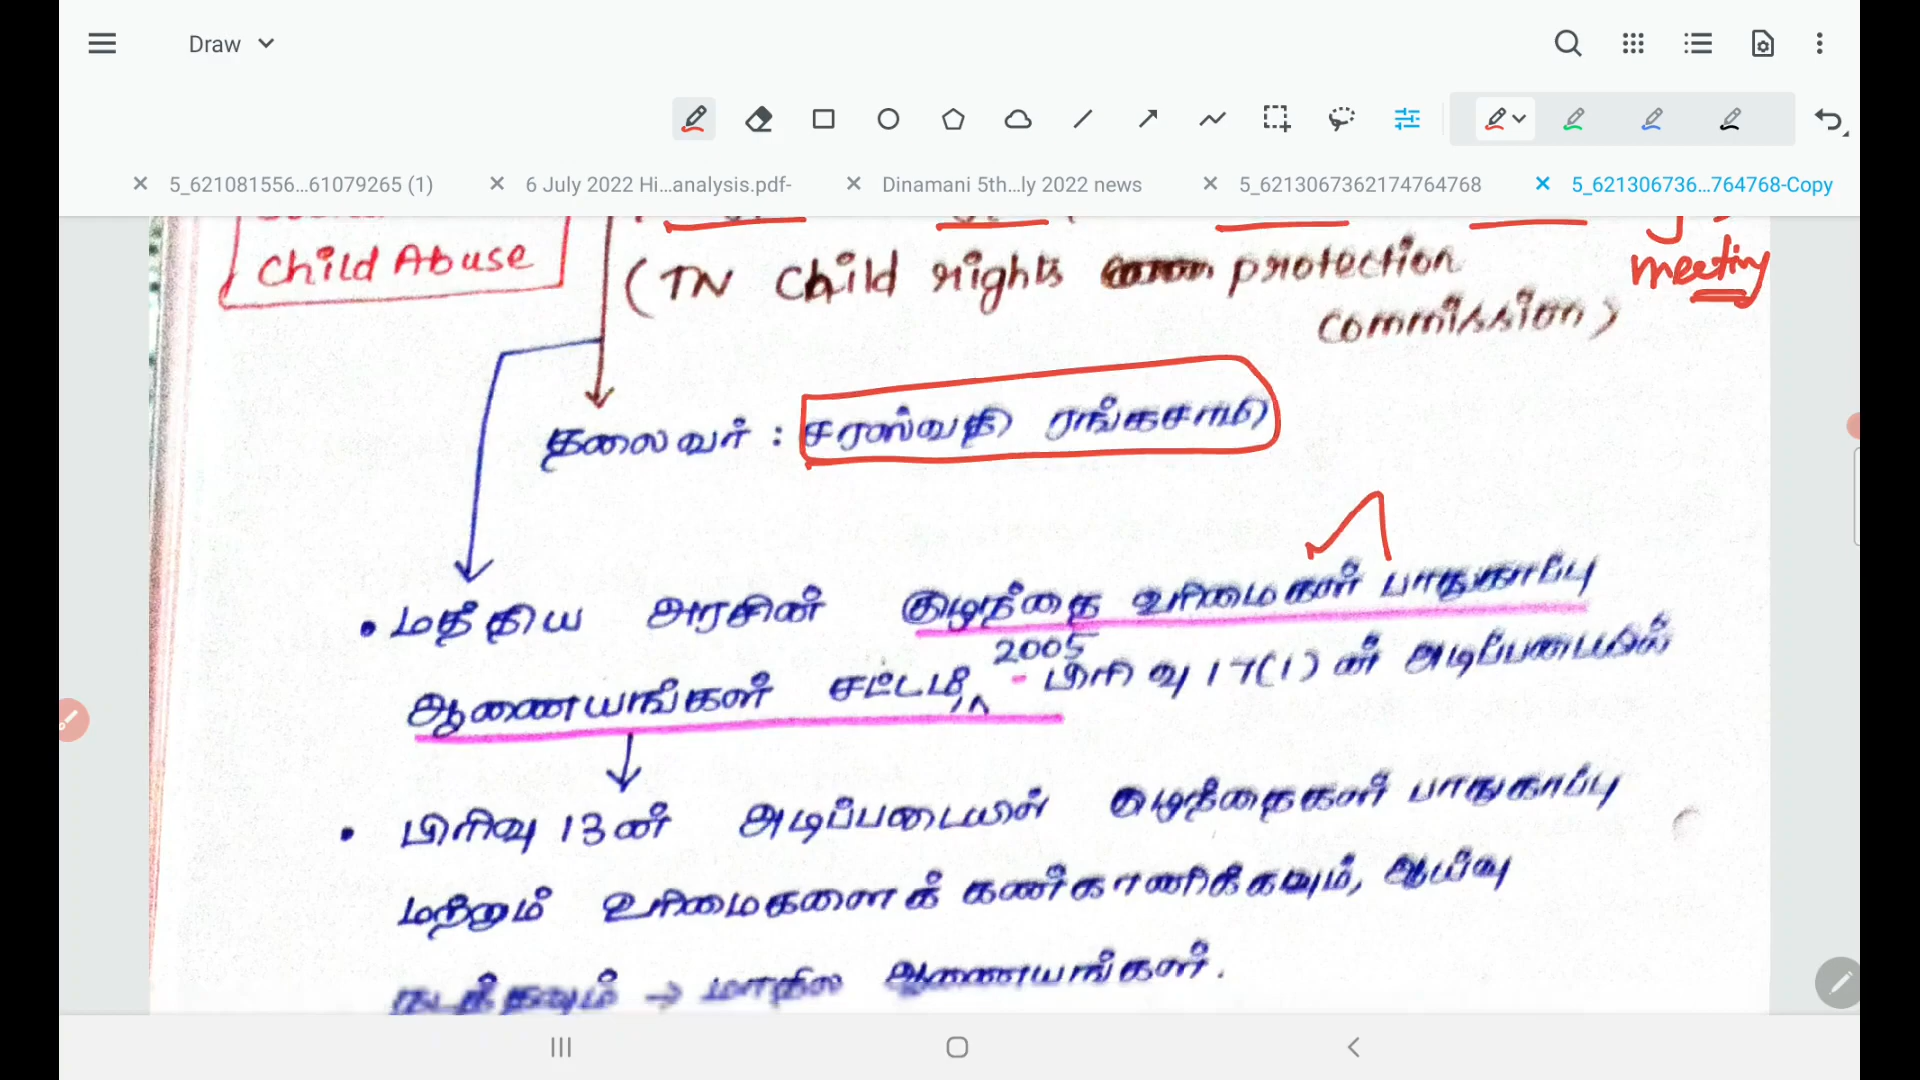 Draw
5_621081556...61079265 (1)
6 July 2022 Hi...analysis.pdf-
Dinamani 5th...ly 2022 news
5_6213067362174764768
5_621306736...764768-Copy
Child Abuse
(TN Child rights protection
commission)
meeting
தலைவர் : சரஸ்வதி ரங்கசாமி
• மத்திய அரசின் குழந்தை உரிமைகள் பாதுகாப்பு
2005
ஆணையங்கள் சட்டம் - பிரிவு 17(1) ன் அடிப்படையில்
• பிரிவு 13ன் அடிப்படையில் குழந்தைகள் பாதுகாப்பு
மற்றும் உரிமைகளைக் கண்காணிக்கவும், ஆய்வு
நடத்தவும் → மாநில ஆணையங்கள்.